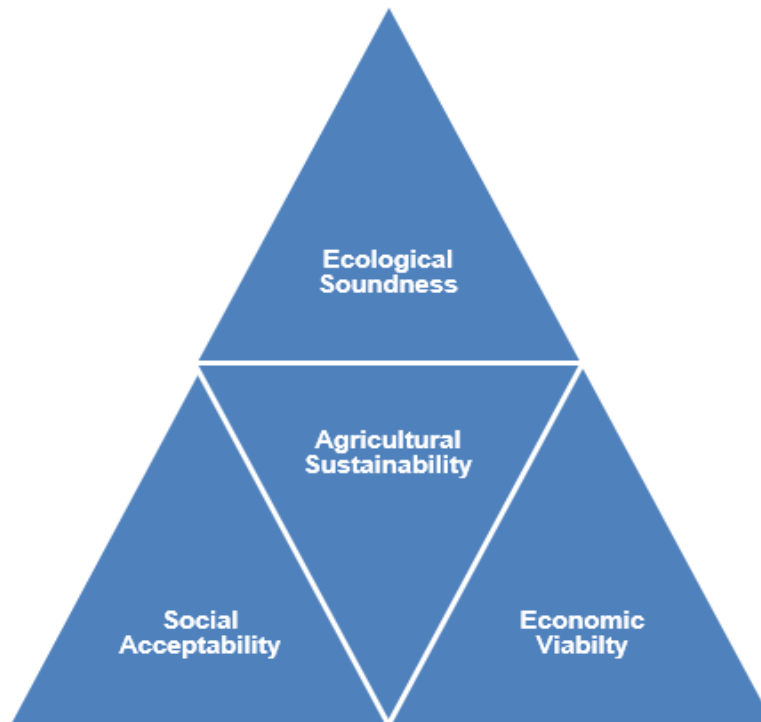 Ecological
Soundness
Agricultural
Sustainability
Social
Acceptability
Economic
Viabilty